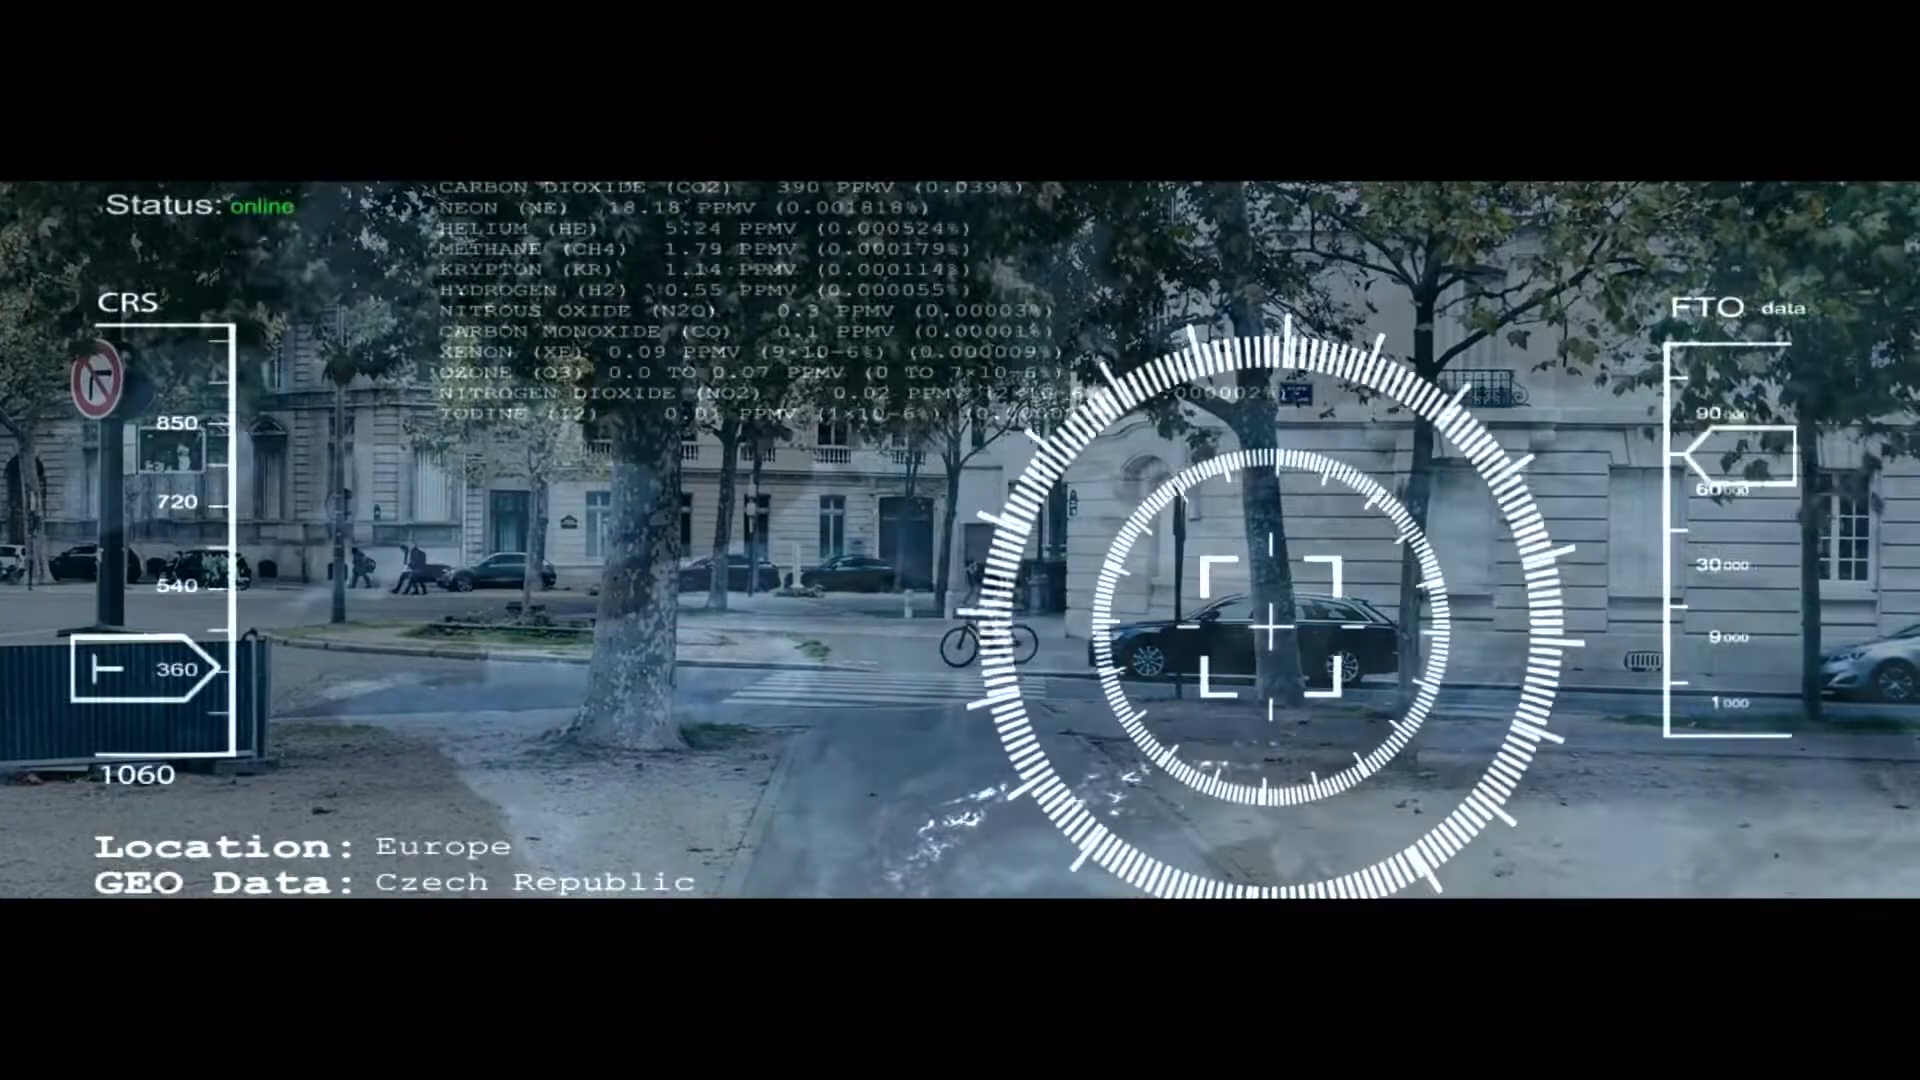 CARBON DIOXIDE (CO2) 390 PPMV (0.039%)
Status: online
NEON (NE) 18.18 PPMV (0.001818%)
HELIUM (HE) 5.24 PPMV (0.000524%)
METHANE (CH4) 1.79 PPMV (0.000179%)
KRYPTON (KR) 1.14 PPMV (0.000114%)
HYDROGEN (H2) 0.55 PPMV (0.000055%)
NITROUS OXIDE (N2O) 0.3 PPMV (0.00003%)
CARBON MONOXIDE (CO) 0.1 PPMV (0.00001%)
XENON (XE) 0.09 PPMV (9×10−6%) (0.000009%)
OZONE (O3) 0.0 TO 0.07 PPMV (0 TO 7×10−6%)
NITROGEN DIOXIDE (NO2) 0.02 PPMV
IODINE (I2) 0.01 PPMV (1×10−6%)
CRS
850
720
540
360
1060
FTO data
90 000
60 000
30 000
9 000
1 000
Location: Europe
GEO Data: Czech Republic